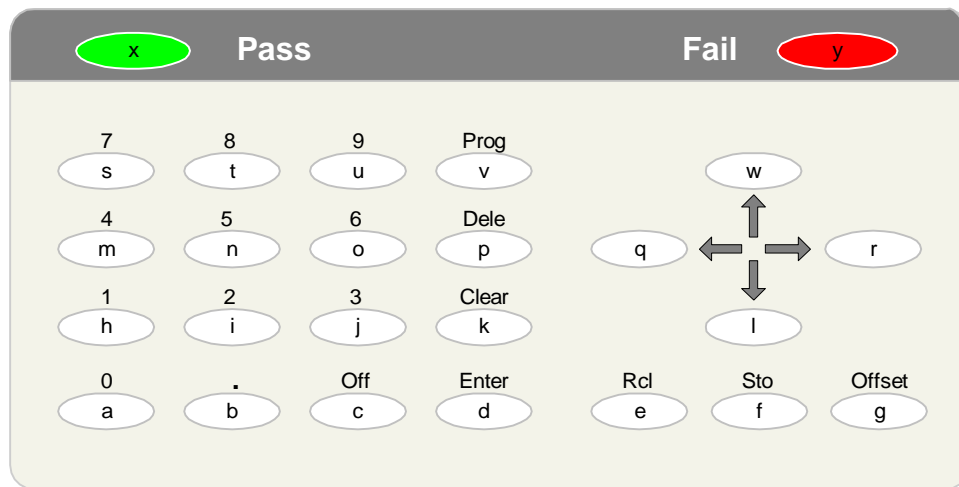 x Pass Fail y
7 8 9 Prog
s t u v w
4 5 6 Dele
m n o p q r
1 2 3 Clear
h i j k l
0 . Off Enter Rcl Sto Offset
a b c d e f g